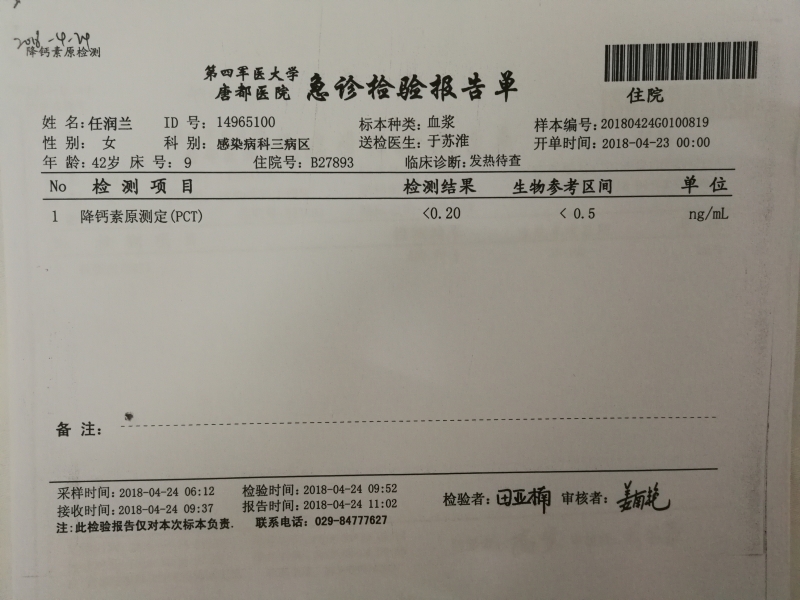 2018-4-24
降钙素原检测
第四军医大学
唐都医院 急诊检验报告单
住院
姓 名:任润兰 ID 号: 14965100 标本种类:血浆 样本编号:20180424G0100819
性 别: 女 科 别:感染病科三病区 送检医生:于苏淮 开单时间:2018-04-23 00:00
年 龄:42岁 床 号: 9 住院号: B27893 临床诊断:发热待查
No 检 测 项 目 检测结果 生物参考区间 单 位
1 降钙素原测定(PCT) <0.20 < 0.5 ng/mL
备 注:
采样时间:2018-04-24 06:12 检验时间:2018-04-24 09:52
接收时间:2018-04-24 09:37 报告时间:2018-04-24 11:02 检验者: 田亚楠 审核者:
注:此检验报告仅对本次标本负责. 联系电话: 029-84777627